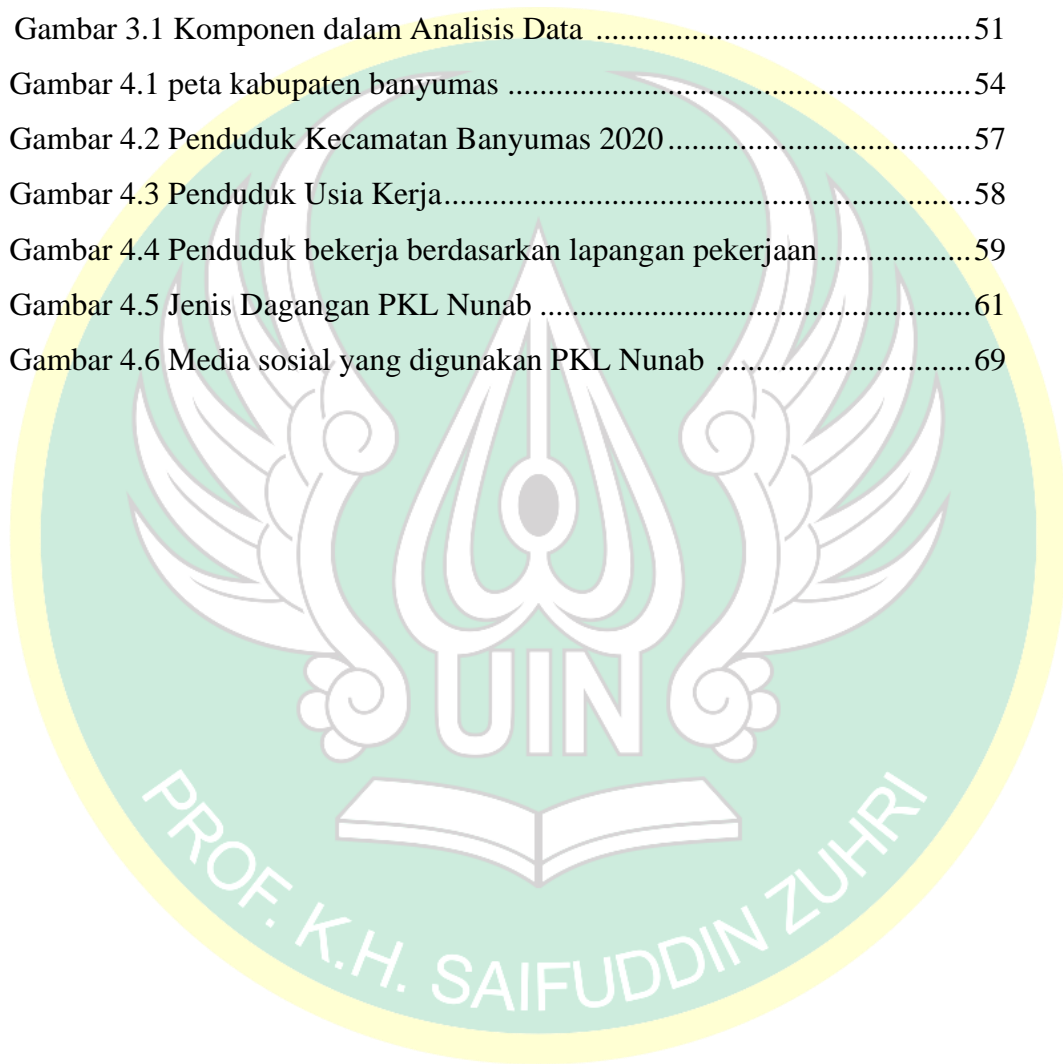 Gambar 3.1 Komponen dalam Analisis Data ............................................ 51
Gambar 4.1 peta kabupaten banyumas ...................................................... 54
Gambar 4.2 Penduduk Kecamatan Banyumas 2020 .................................... 57
Gambar 4.3 Penduduk Usia Kerja .............................................................. 58
Gambar 4.4 Penduduk bekerja berdasarkan lapangan pekerjaan .................. 59
Gambar 4.5 Jenis Dagangan PKL Nunab ................................................... 61
Gambar 4.6 Media sosial yang digunakan PKL Nunab .............................. 69
UIN
PROF. K.H. SAIFUDDIN ZUHRI